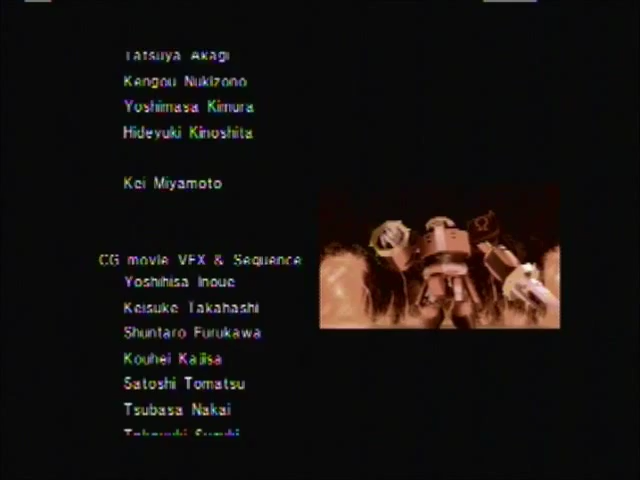 Tatsuya Akagi
Kengou Nukizono
Yoshimasa Kimura
Hideyuki Kinoshita
Kei Miyamoto
CG movie VFX & Sequence
Yoshihisa Inoue
Keisuke Takahashi
Shuntaro Furukawa
Kouhei Kajisa
Satoshi Tomatsu
Tsubasa Nakai